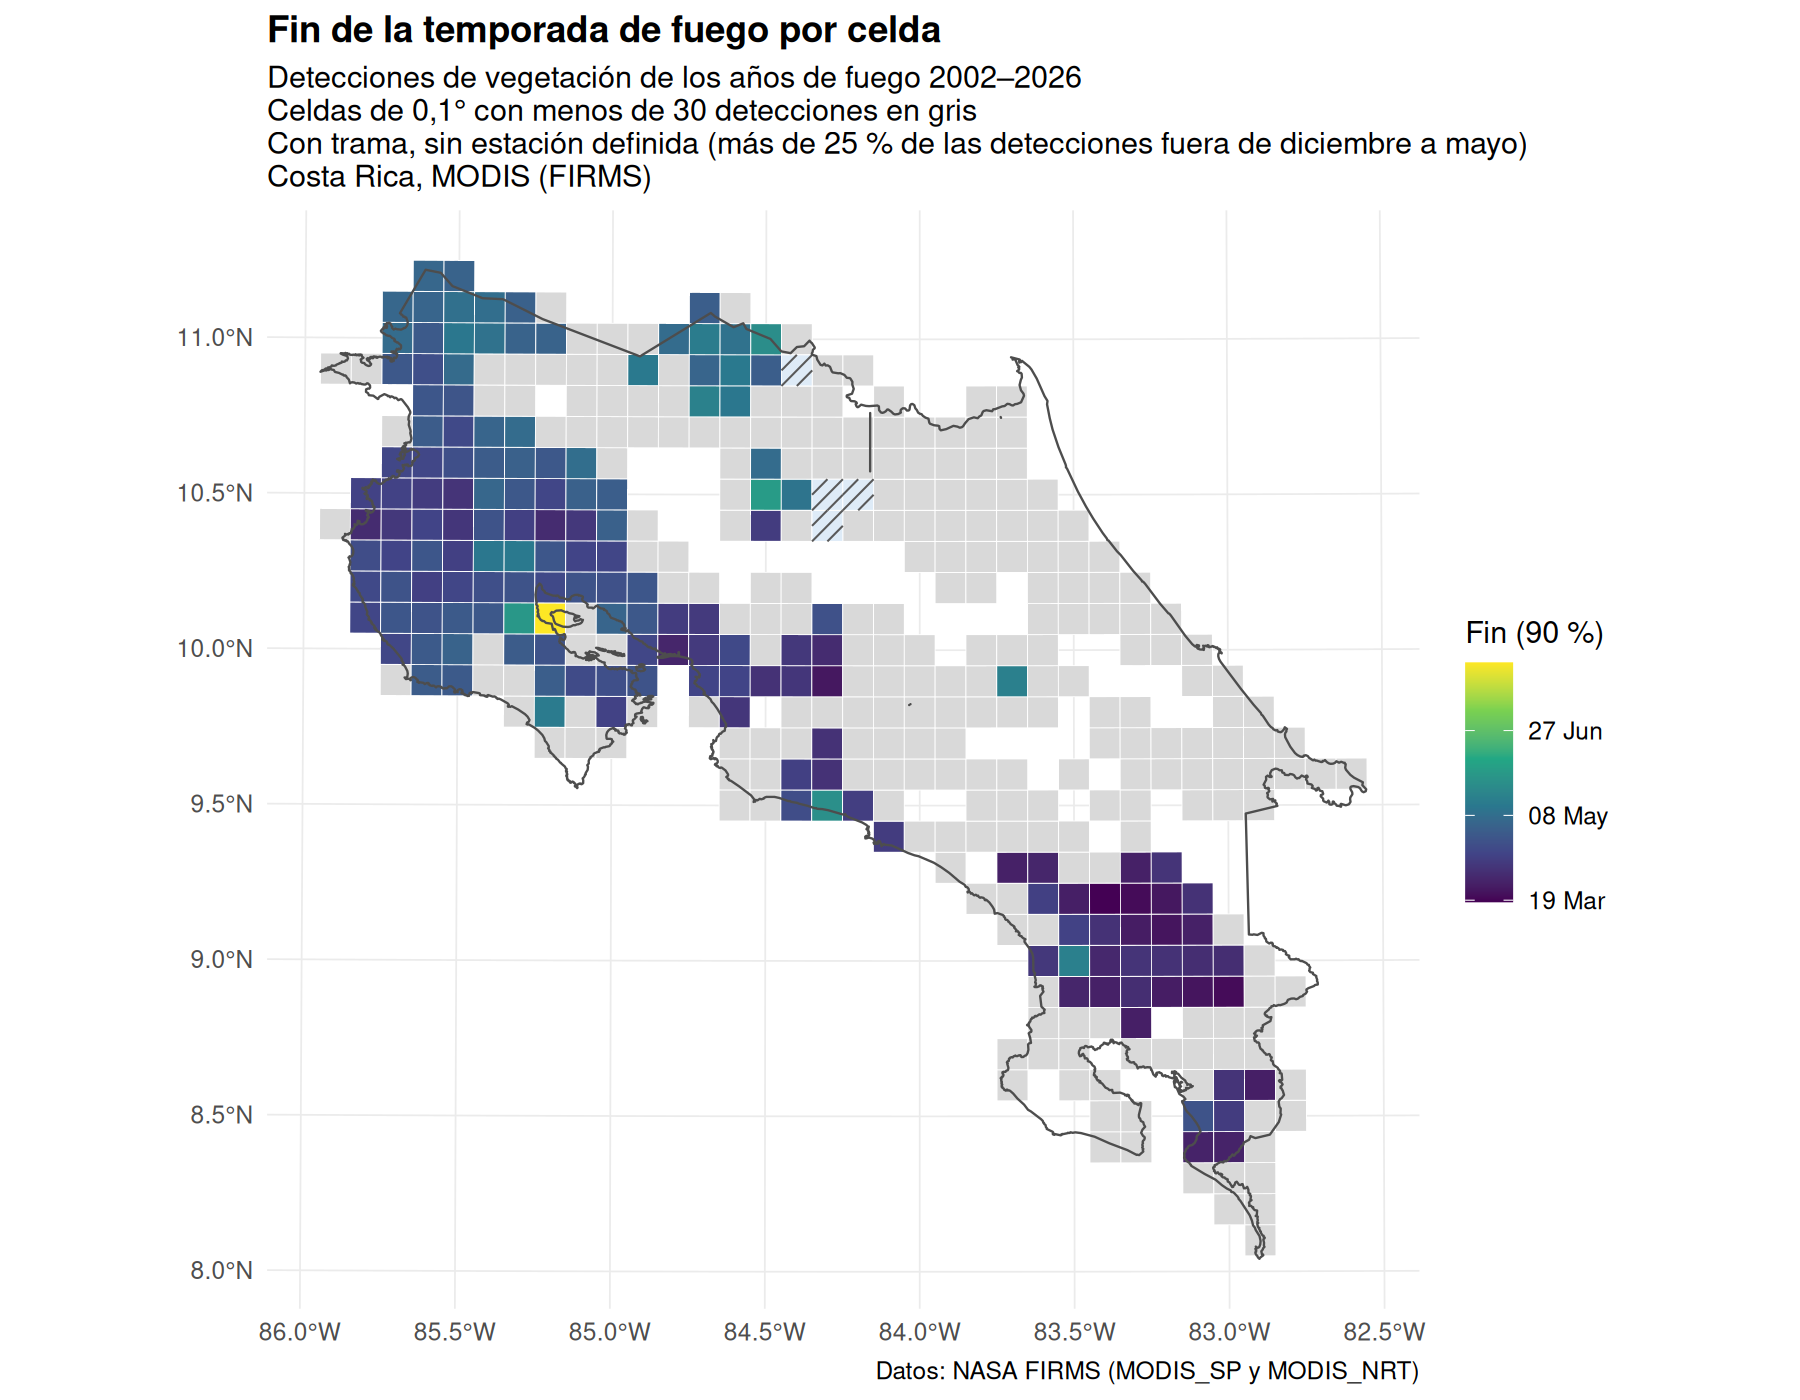 Fin de la temporada de fuego por celda
Detecciones de vegetación de los años de fuego 2002–2026
Celdas de 0,1° con menos de 30 detecciones en gris
Con trama, sin estación definida (más de 25 % de las detecciones fuera de diciembre a mayo)
Costa Rica, MODIS (FIRMS)
11.0°N
10.5°N
10.0°N
9.5°N
9.0°N
8.5°N
8.0°N
86.0°W
85.5°W
85.0°W
84.5°W
84.0°W
83.5°W
83.0°W
82.5°W
Fin (90 %)
27 Jun
08 May
19 Mar
Datos: NASA FIRMS (MODIS_SP y MODIS_NRT)